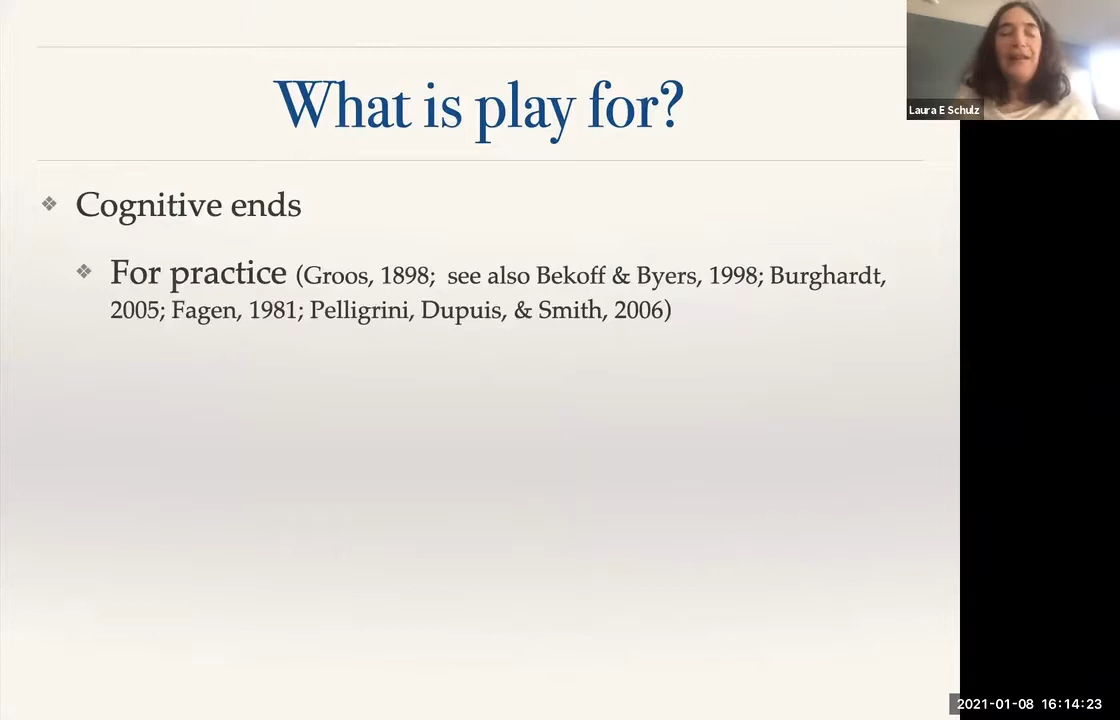 What is play for?
Laura E Schulz
❖ Cognitive ends
❖ For practice (Groos, 1898; see also Bekoff & Byers, 1998; Burghardt,
2005; Fagen, 1981; Pelligrini, Dupuis, & Smith, 2006)
2021-01-08 16:14:23